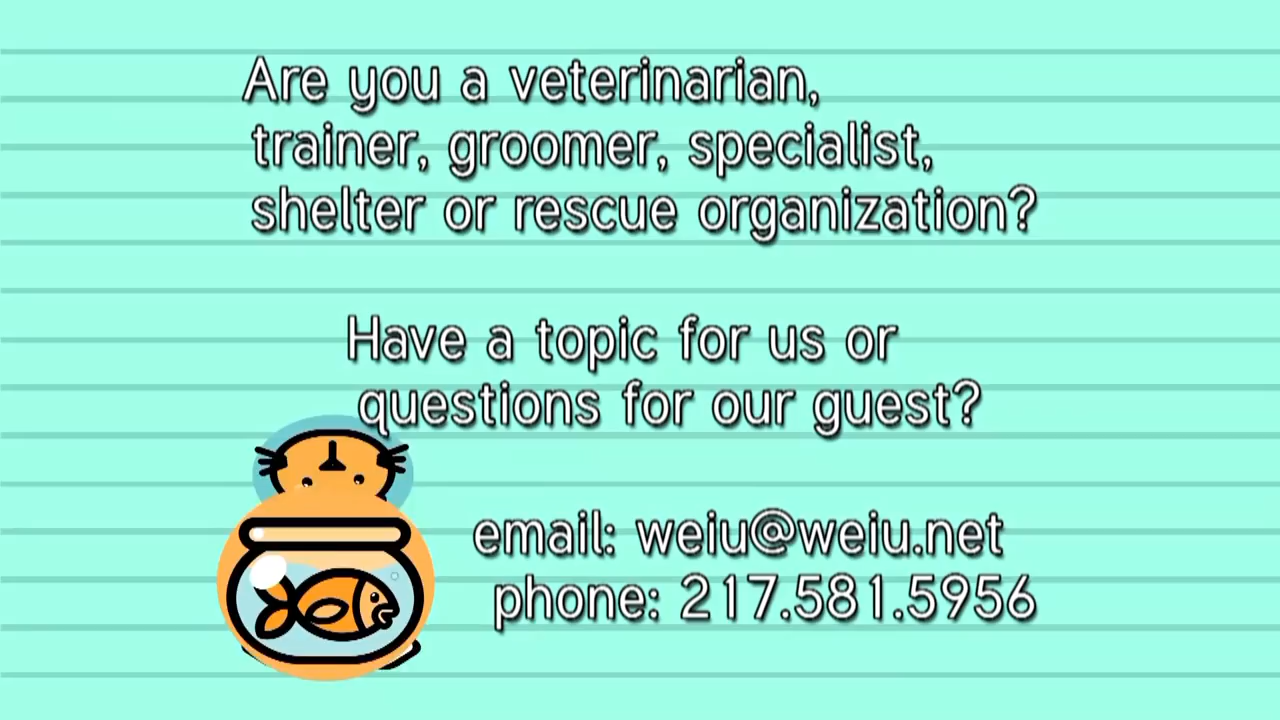 Are you a veterinarian,
trainer, groomer, specialist,
shelter or rescue organization?
Have a topic for us or
questions for our guest?
email: weiu@weiu.net
phone: 217.581.5956